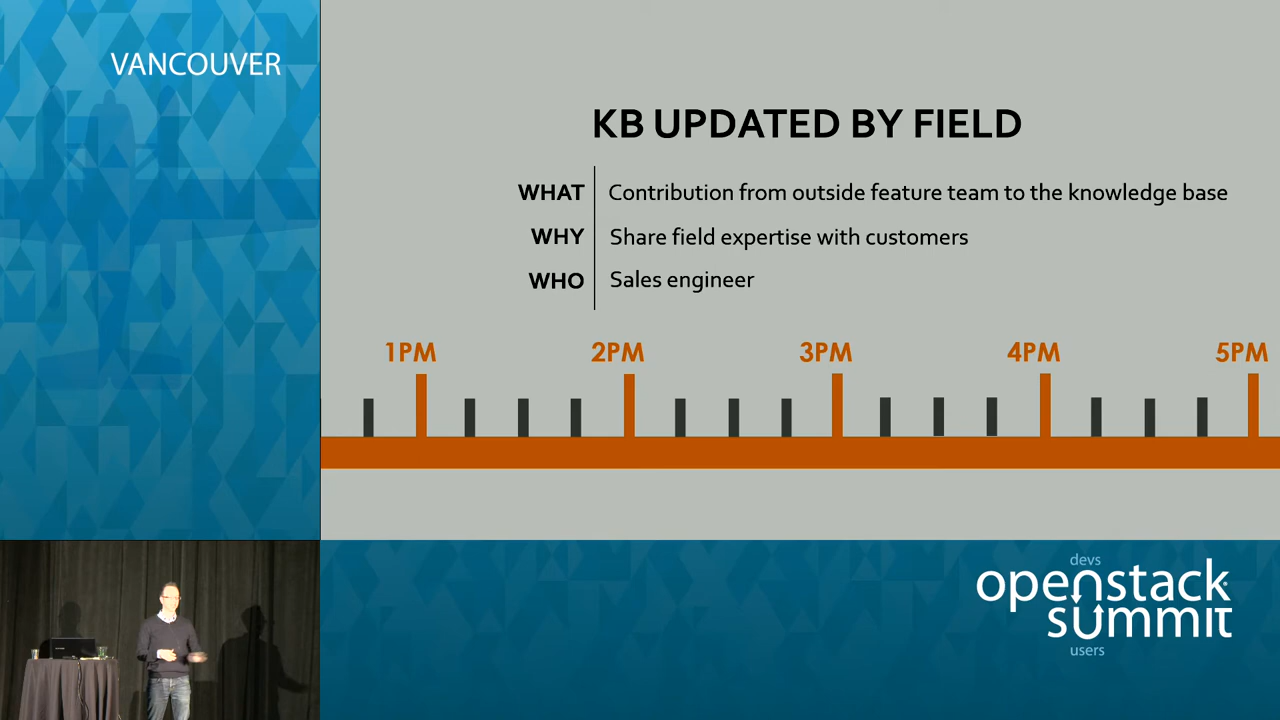 VANCOUVER
KB UPDATED BY FIELD
WHAT Contribution from outside feature team to the knowledge base
WHY Share field expertise with customers
WHO Sales engineer
1PM 2PM 3PM 4PM 5PM
devs
openstack
summit
users